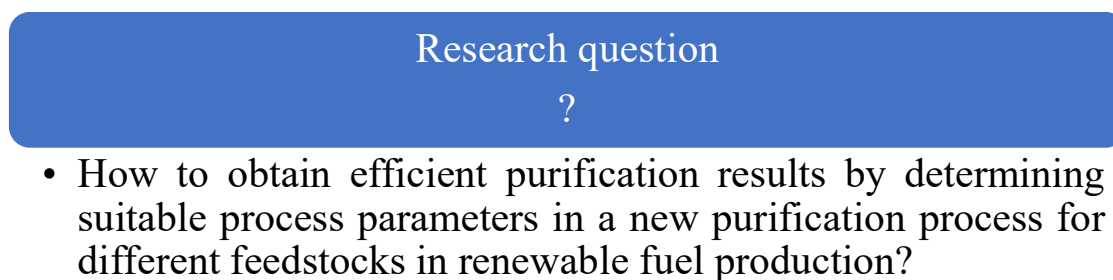 Research question
?
• How to obtain efficient purification results by determining
suitable process parameters in a new purification process for
different feedstocks in renewable fuel production?